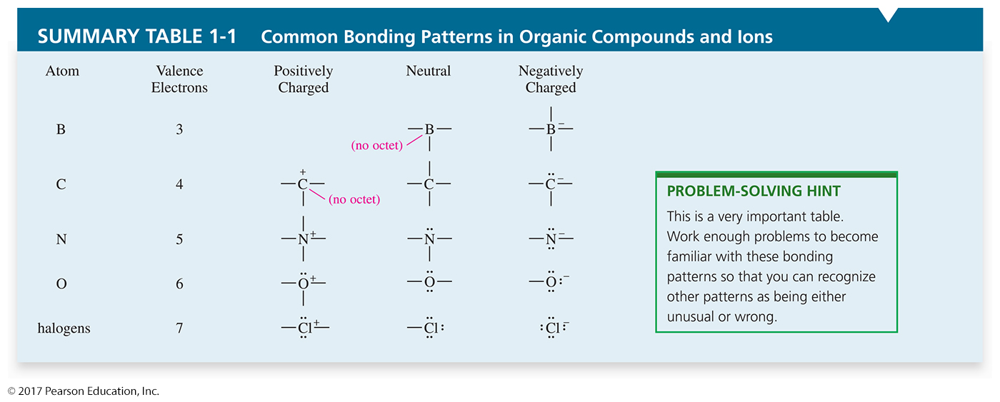 SUMMARY TABLE 1-1 Common Bonding Patterns in Organic Compounds and Ions
Atom Valence Electrons Positively Charged Neutral Negatively Charged
B 3 —B— —B⁻—
(no octet)
C 4 —C⁺— —C— —C̈⁻—
(no octet)
N 5 —N⁺— —N̈— —N̤̈⁻—
O 6 —Ö⁺— —Ö̤— —Ö̤:⁻
halogens 7 —C̤̈l⁺— —C̤̈l: :C̤̈l:⁻
PROBLEM-SOLVING HINT
This is a very important table.
Work enough problems to become
familiar with these bonding
patterns so that you can recognize
other patterns as being either
unusual or wrong.
© 2017 Pearson Education, Inc.